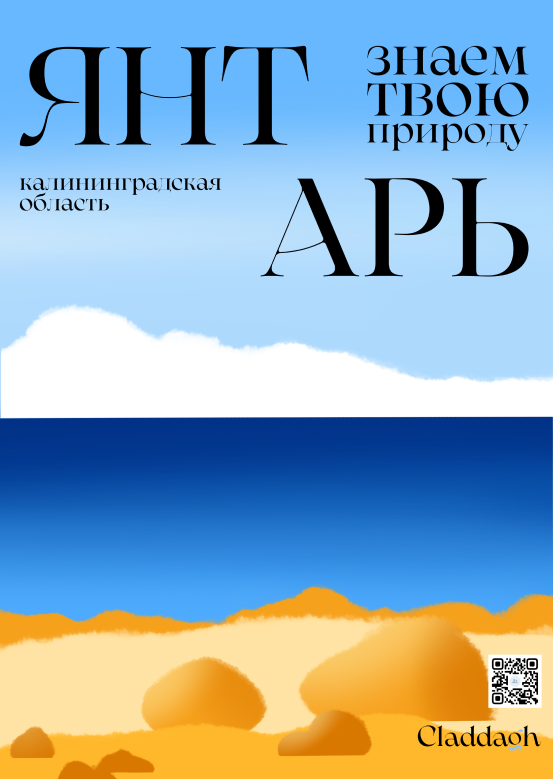 ЯНТ
знаем
твою
природу
калининградская
область
АРЬ
Claddagh